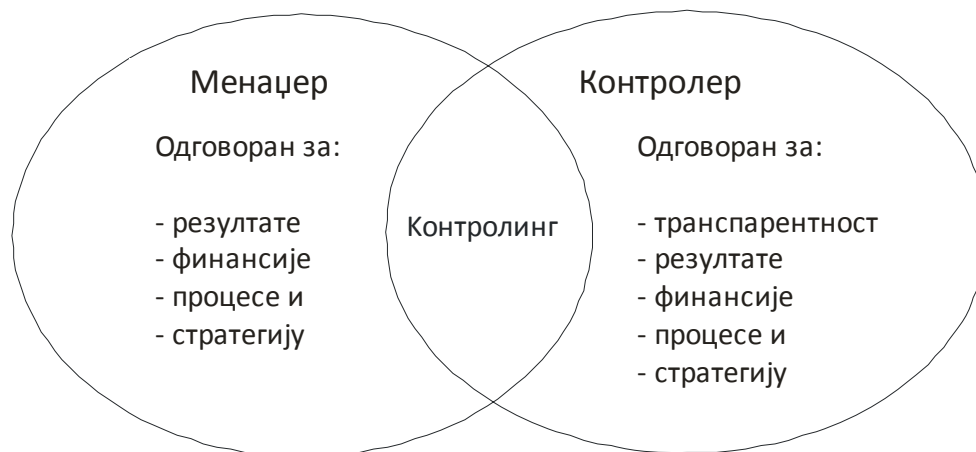 Менаџер
Одговоран за:
- резултате
- финансије
- процесе и
- стратегију
Контролинг
Контролер
Одговоран за:
- транспарентност
- резултате
- финансије
- процесе и
- стратегију